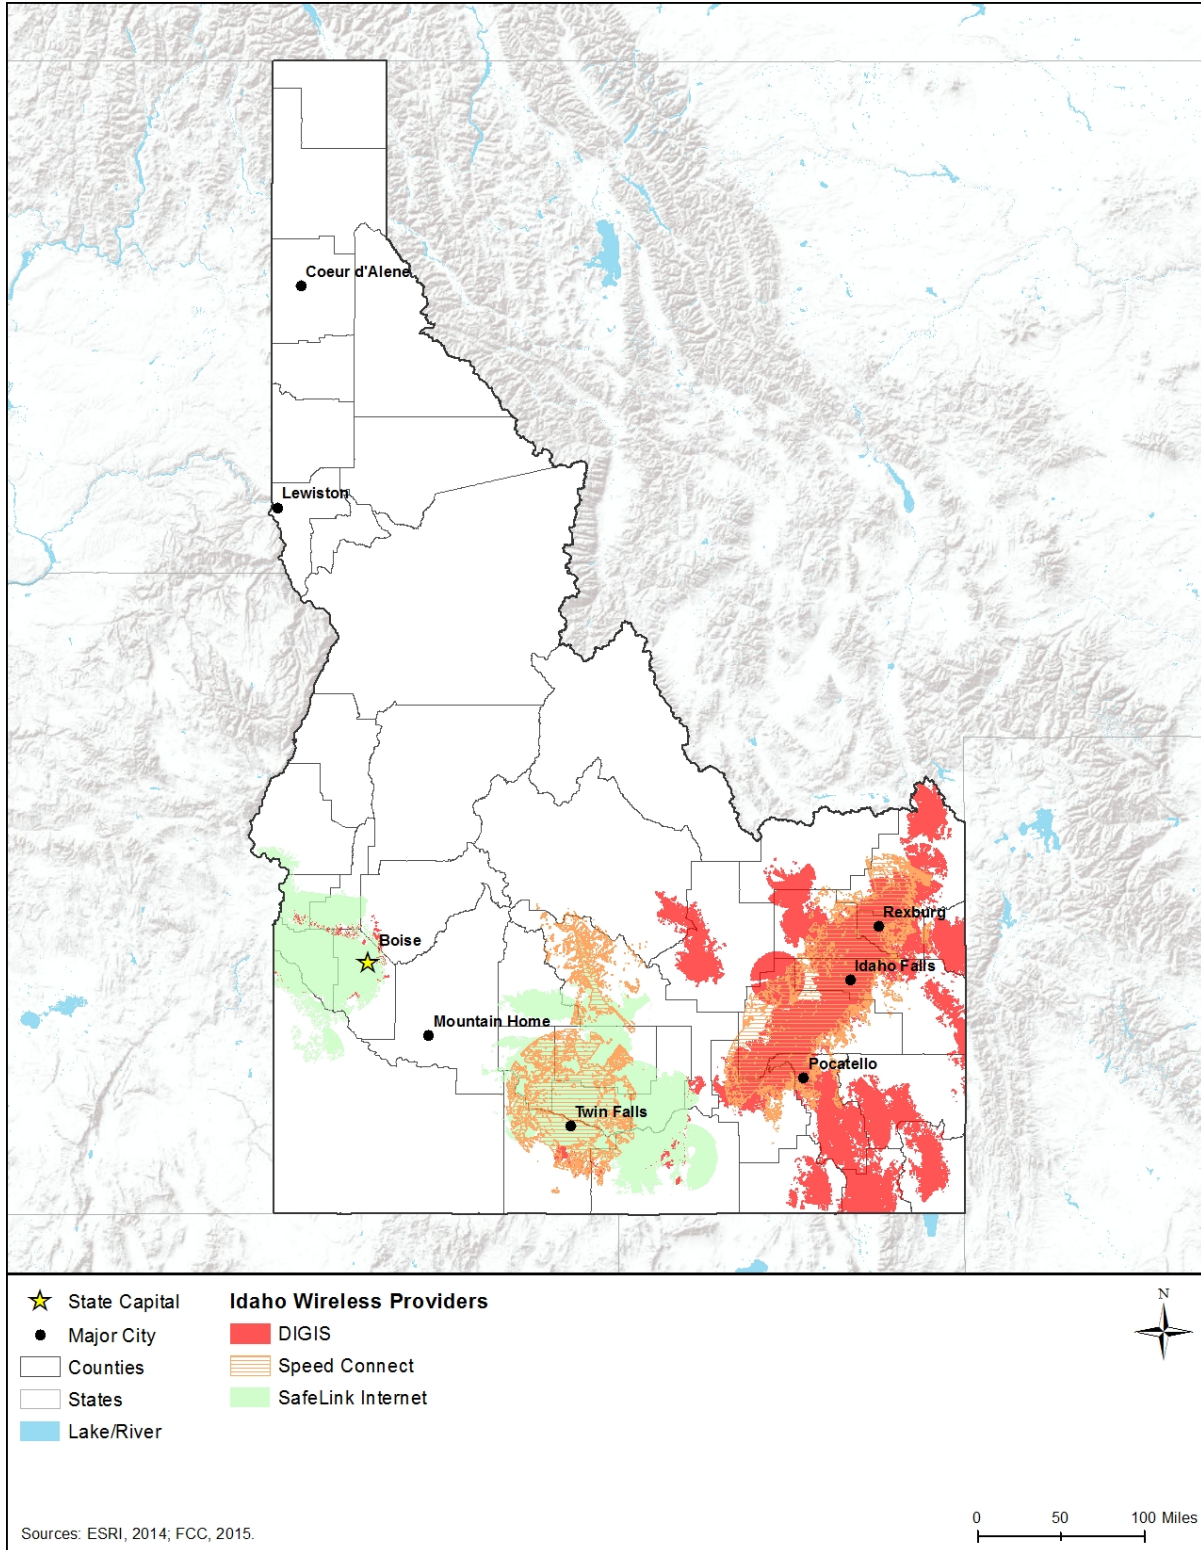 Coeur d'Alene
Lewiston
Rexburg
Boise
Idaho Falls
Mountain Home
Pocatello
Twin Falls
State Capital
Major City
Counties
States
Lake/River
Idaho Wireless Providers
DIGIS
Speed Connect
SafeLink Internet
N
Sources: ESRI, 2014; FCC, 2015.
0 50 100 Miles